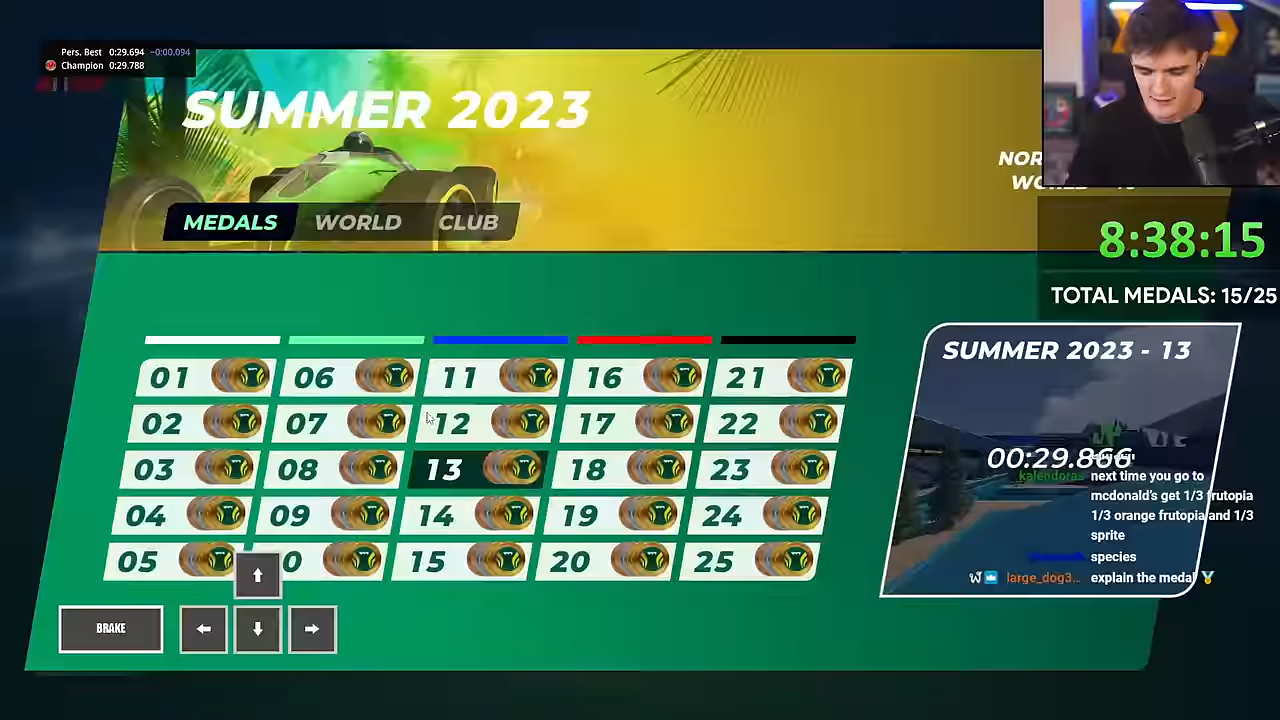 Pers. Best 0:29.694 -0:00.094
Champion 0:29.788
SUMMER 2023
MEDALS WORLD CLUB
8:38:15
TOTAL MEDALS: 15/25
SUMMER 2023 - 13
00:29.866
01 06 11 16 21
02 07 12 17 22
03 08 13 18 23
04 09 14 19 24
05 0 15 20 25
kalendoras next time you go to
mcdonald's get 1/3 frutopia
1/3 orange frutopia and 1/3
sprite
species
large_dog3... explain the medal
BRAKE